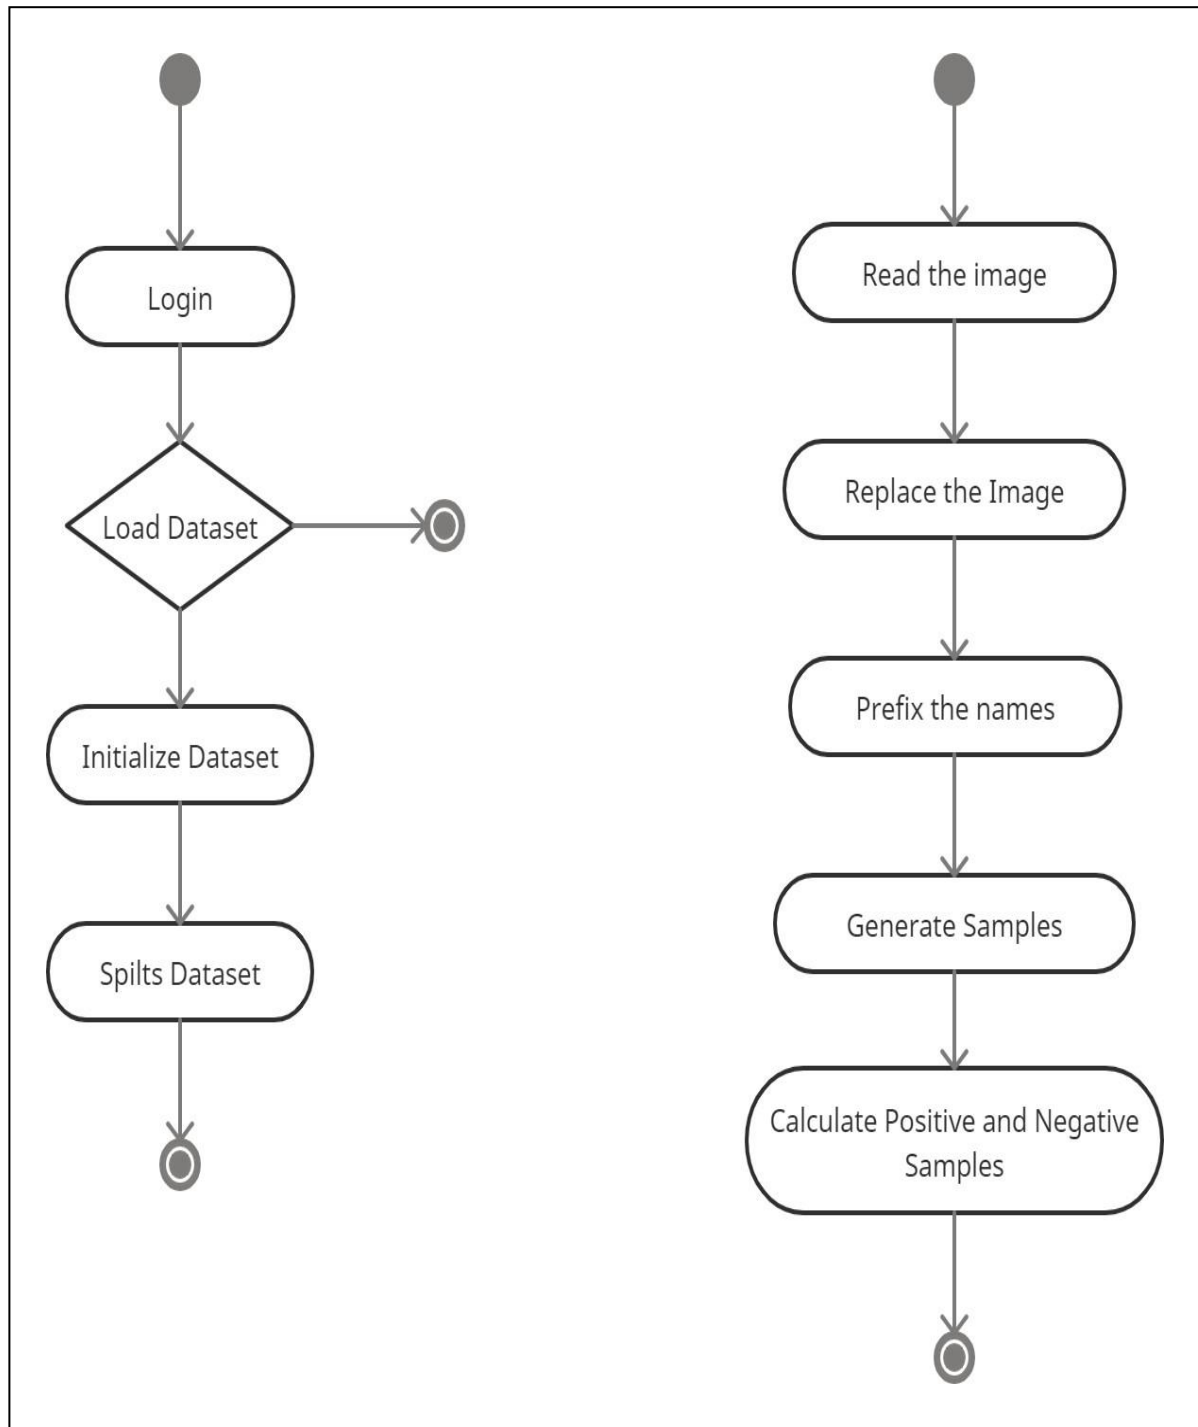 Login
Load Dataset
Initialize Dataset
Spilts Dataset
Read the image
Replace the Image
Prefix the names
Generate Samples
Calculate Positive and Negative
Samples